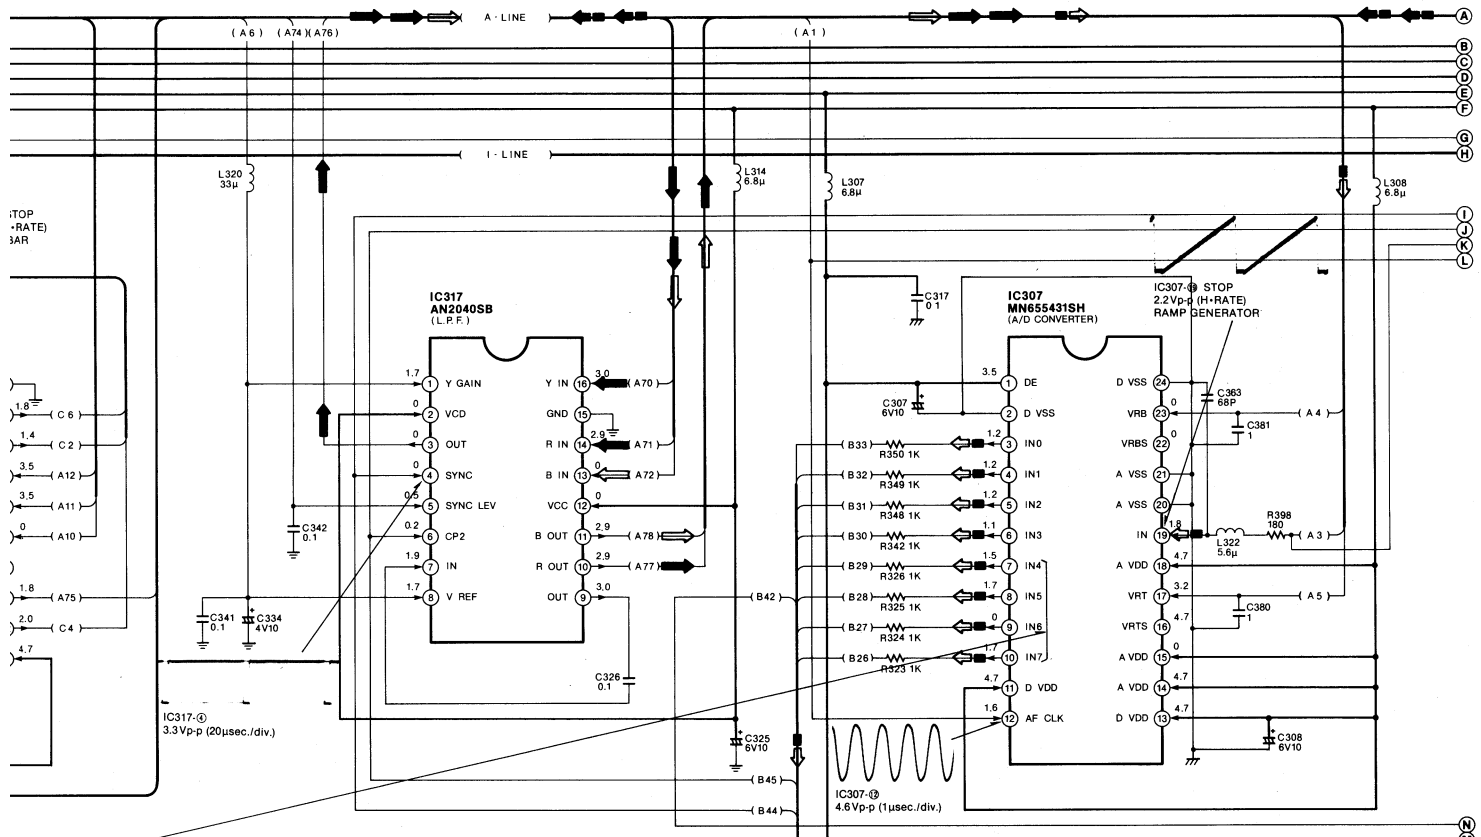 A-LINE
(A6) (A74)(A76)
(A1)
A
B
C
D
E
F
G
H
I-LINE
L320
33μ
L314
6.8μ
L307
6.8μ
L308
6.8μ
I
J
K
L
STOP
•RATE)
BAR
IC317
AN2040SB
(L.P.F.)
C317
0.1
IC307
MN655431SH
(A/D CONVERTER)
IC307-⑲ STOP
2.2Vp-p (H•RATE)
RAMP GENERATOR
1.7 1 Y GAIN
0 2 VCD
0 3 OUT
0 4 SYNC
0.5 5 SYNC LEV
0.2 6 CP2
1.9 7 IN
1.7 8 V REF
Y IN 16 3.0 (A70)
GND 15
R IN 14 2.9 (A71)
B IN 13 0 (A72)
VCC 12 0
B OUT 11 2.9 (A78)
R OUT 10 2.9 (A77)
OUT 9 3.0
1.8 (C6)
1.4 (C2)
3.5 (A12)
3.5 (A11)
0 (A10)
1.8 (A75)
2.0 (C4)
4.7
C342
0.1
C341
0.1
C334
4V10
+
C326
0.1
C325
6V10
+
IC317-④
3.3Vp-p (20μsec./div.)
C307
6V10
+
3.5 1 DE
2 D VSS
(B33) R350 1K 1.2 3 IN0
(B32) R349 1K 1.2 4 IN1
(B31) R348 1K 1.2 5 IN2
(B30) R342 1K 1.1 6 IN3
(B29) R326 1K 1.5 7 IN4
(B28) R325 1K 1.7 8 IN5
(B27) R324 1K 0 9 IN6
(B26) R323 1K 1.7 10 IN7
4.7 11 D VDD
1.6 12 AF CLK
D VSS 24
VRB 23 0 (A4)
VRBS 22 0
A VSS 21
A VSS 20
IN 19 1.8 (A3)
A VDD 18 4.7
VRT 17 3.2 (A5)
VRTS 16 4.7
A VDD 15 0
A VDD 14 4.7
D VDD 13 4.7
C363
68P
C381
1
R398
180
L322
5.6μ
C380
1
C308
6V10
+
(B42)
(B45)
(B44)
IC307-⑫
4.6Vp-p (1μsec./div.)
N